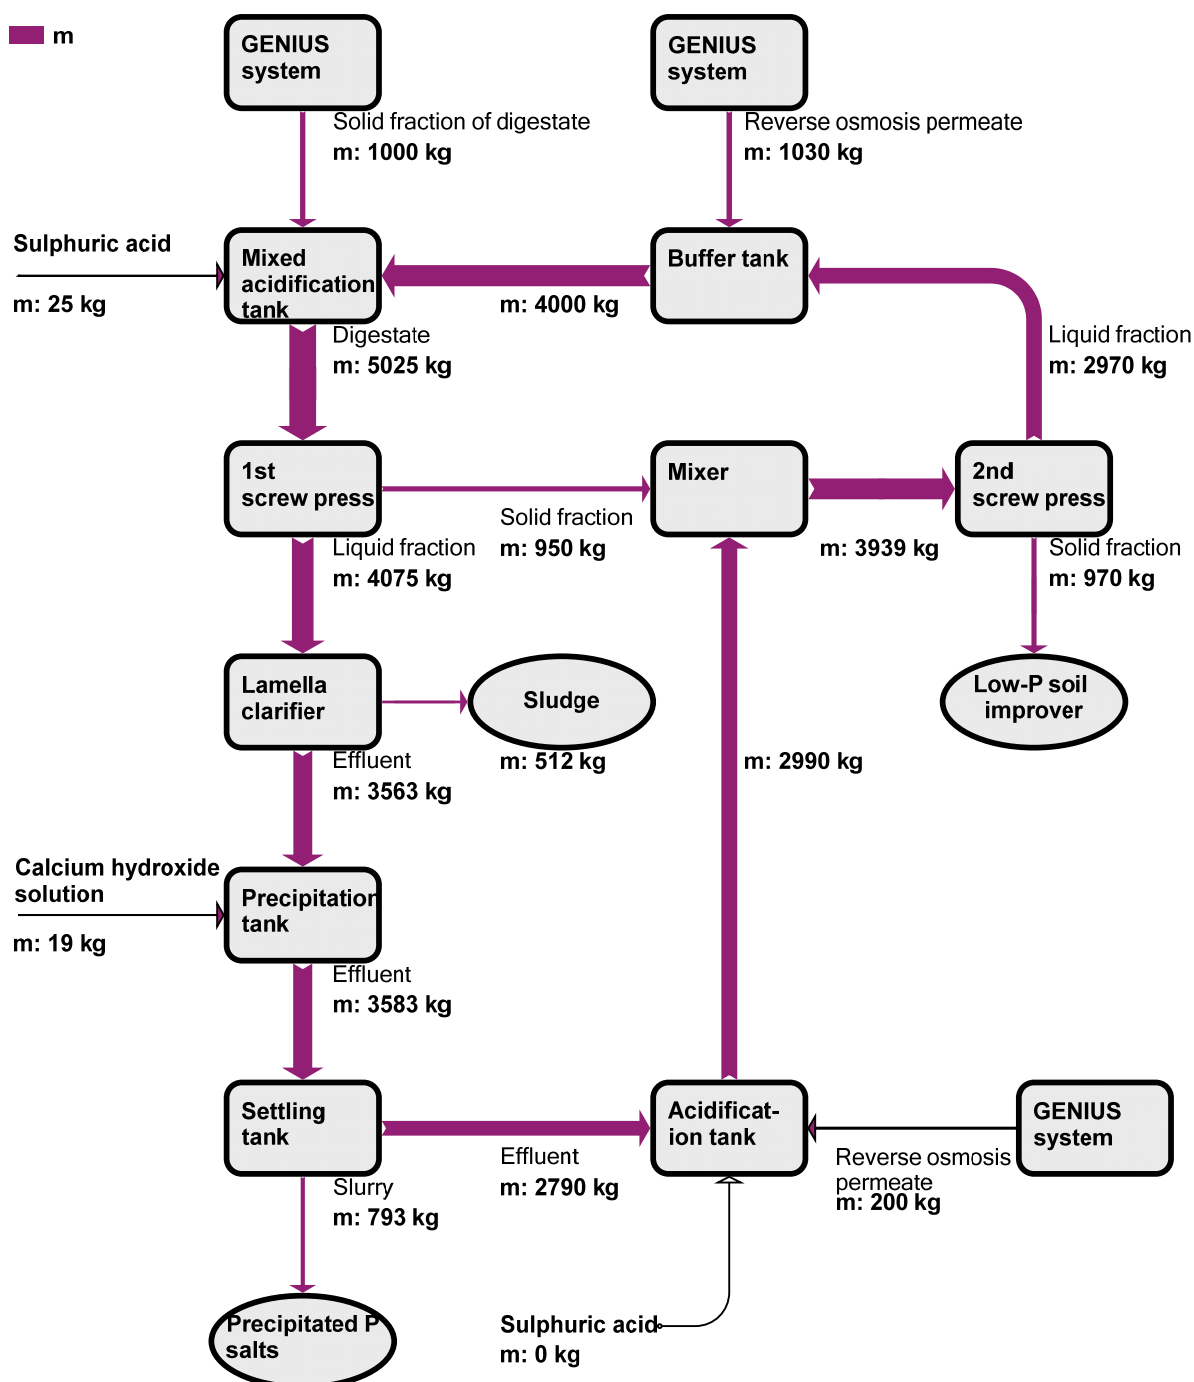 m
GENIUS
system
GENIUS
system
Solid fraction of digestate
m: 1000 kg
Reverse osmosis permeate
m: 1030 kg
Sulphuric acid
m: 25 kg
Mixed
acidification
tank
m: 4000 kg
Buffer tank
Digestate
m: 5025 kg
Liquid fraction
m: 2970 kg
1st
screw press
Solid fraction
m: 950 kg
Mixer
m: 3939 kg
2nd
screw press
Liquid fraction
m: 4075 kg
Solid fraction
m: 970 kg
Lamella
clarifier
Sludge
m: 512 kg
Low-P soil
improver
Effluent
m: 3563 kg
m: 2990 kg
Calcium hydroxide
solution
m: 19 kg
Precipitation
tank
Effluent
m: 3583 kg
Settling
tank
Effluent
m: 2790 kg
Acidificat-
ion tank
Reverse osmosis
permeate
m: 200 kg
GENIUS
system
Slurry
m: 793 kg
Precipitated P
salts
Sulphuric acid
m: 0 kg